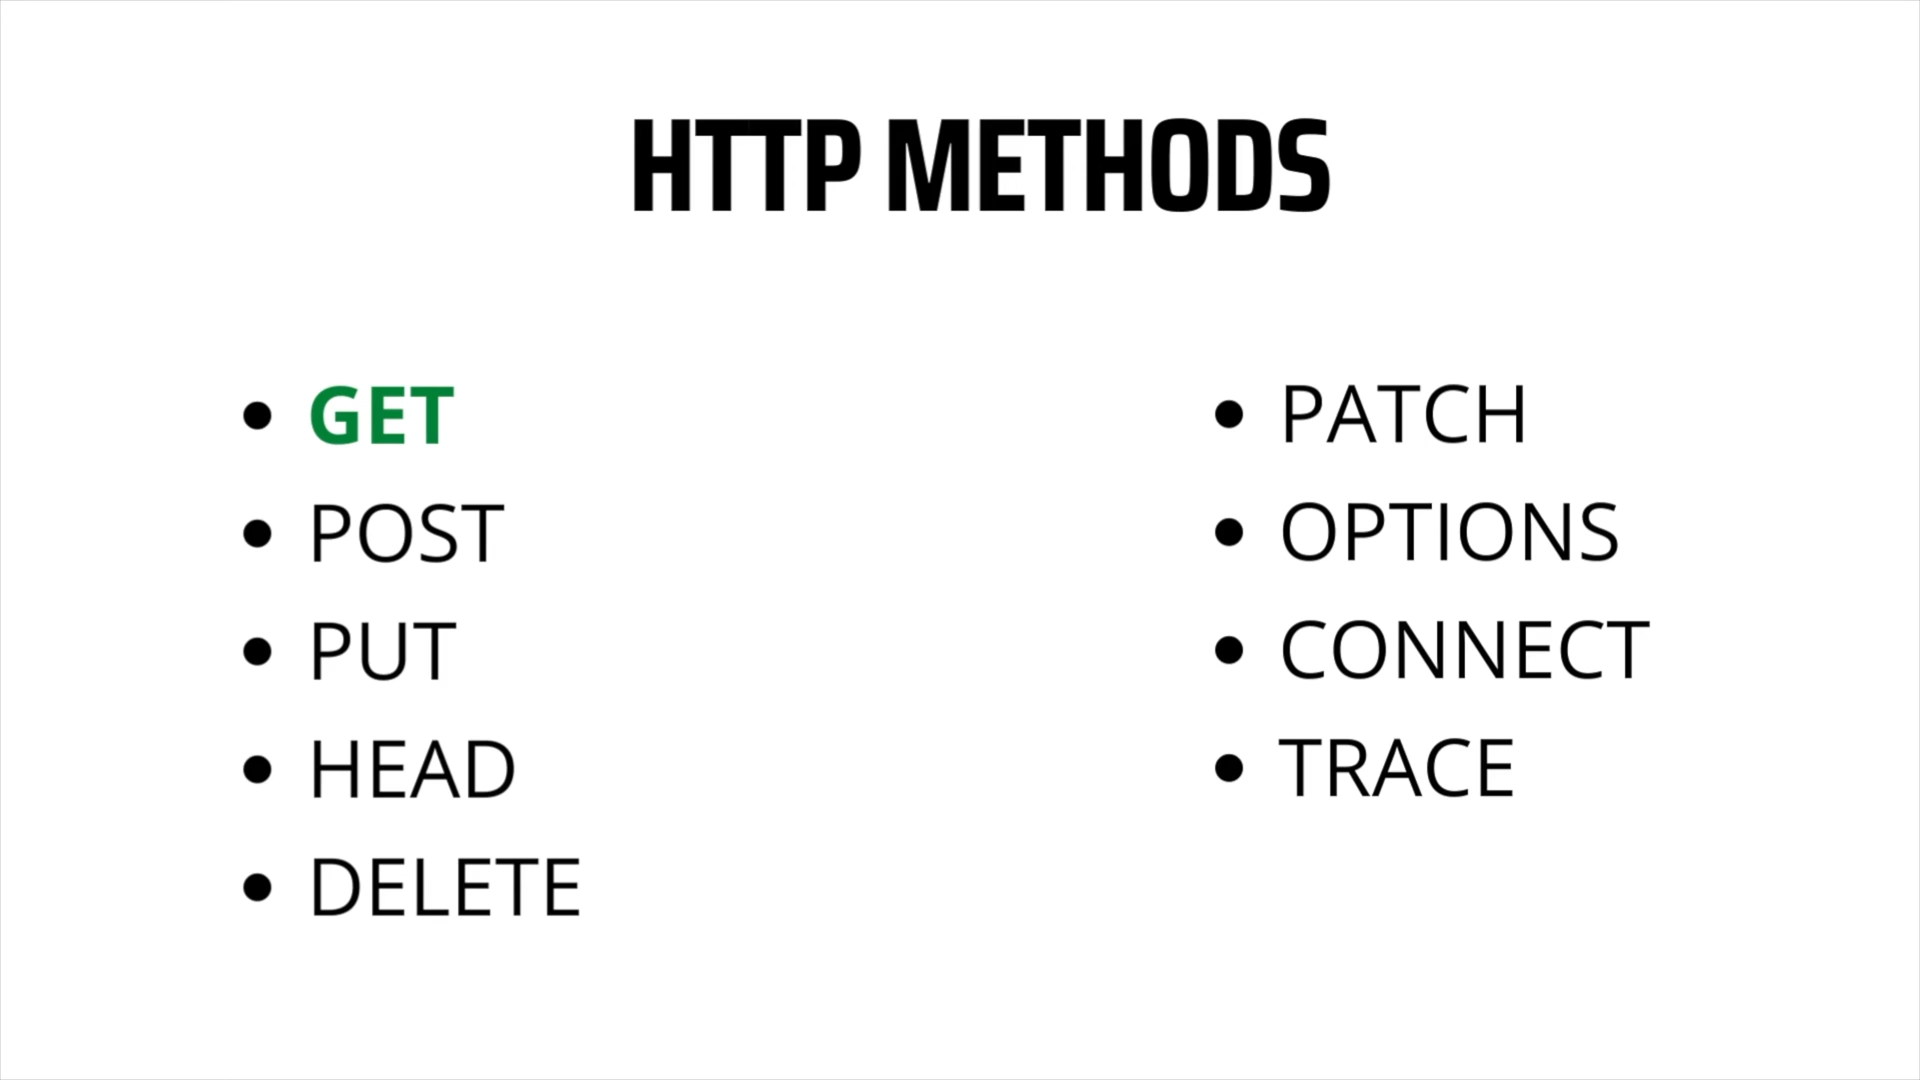 HTTP METHODS
• GET
• POST
• PUT
• HEAD
• DELETE
• PATCH
• OPTIONS
• CONNECT
• TRACE